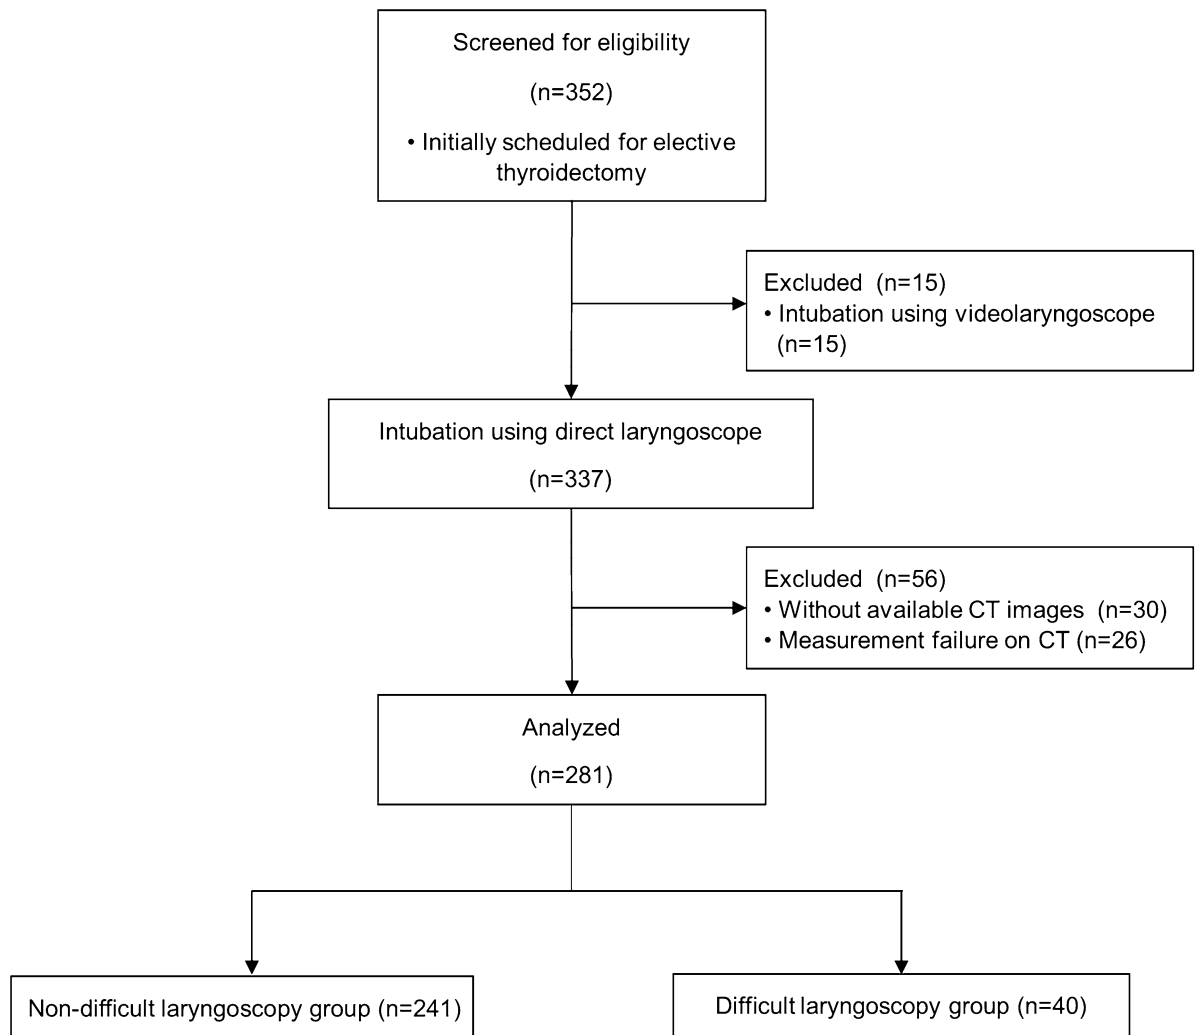 Screened for eligibility
(n=352)
• Initially scheduled for elective
thyroidectomy
Excluded (n=15)
• Intubation using videolaryngoscope
(n=15)
Intubation using direct laryngoscope
(n=337)
Excluded (n=56)
• Without available CT images (n=30)
• Measurement failure on CT (n=26)
Analyzed
(n=281)
Non-difficult laryngoscopy group (n=241)
Difficult laryngoscopy group (n=40)